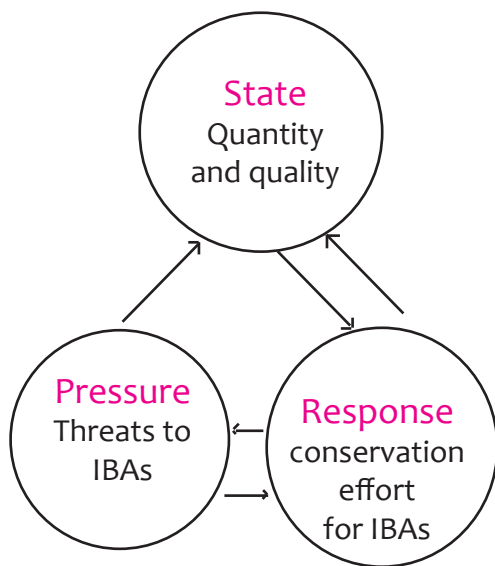 State
Quantity
and quality
Pressure
Threats to
IBAs
Response
conservation
effort
for IBAs